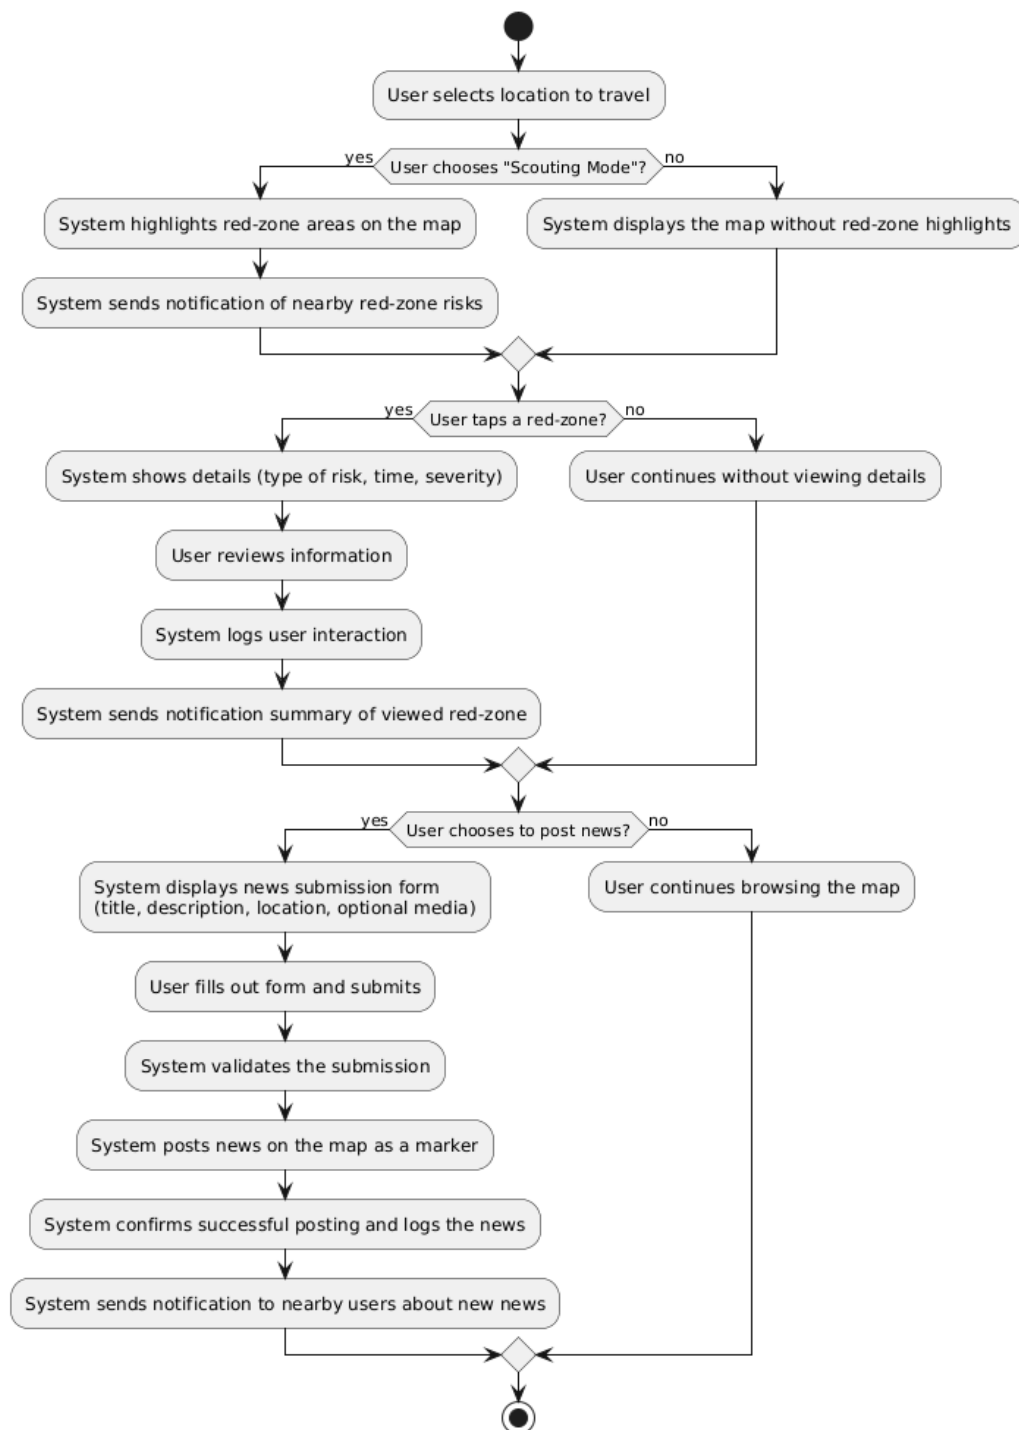 User selects location to travel
yes
User chooses "Scouting Mode"?
no
System highlights red-zone areas on the map
System displays the map without red-zone highlights
System sends notification of nearby red-zone risks
yes
User taps a red-zone?
no
System shows details (type of risk, time, severity)
User continues without viewing details
User reviews information
System logs user interaction
System sends notification summary of viewed red-zone
yes
User chooses to post news?
no
System displays news submission form
(title, description, location, optional media)
User continues browsing the map
User fills out form and submits
System validates the submission
System posts news on the map as a marker
System confirms successful posting and logs the news
System sends notification to nearby users about new news